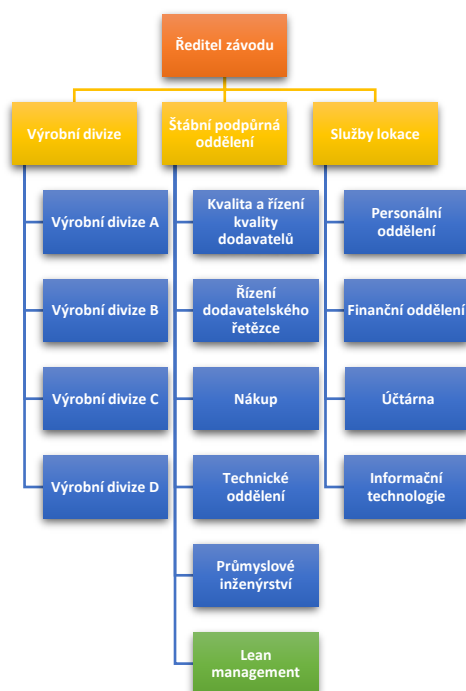 Ředitel závodu
Výrobní divize
Štábní podpůrná
oddělení
Služby lokace
Výrobní divize A
Výrobní divize B
Výrobní divize C
Výrobní divize D
Kvalita a řízení
kvality
dodavatelů
Řízení
dodavatelského
řetězce
Nákup
Technické
oddělení
Průmyslové
inženýrství
Lean
management
Personální
oddělení
Finanční oddělení
Účtárna
Informační
technologie